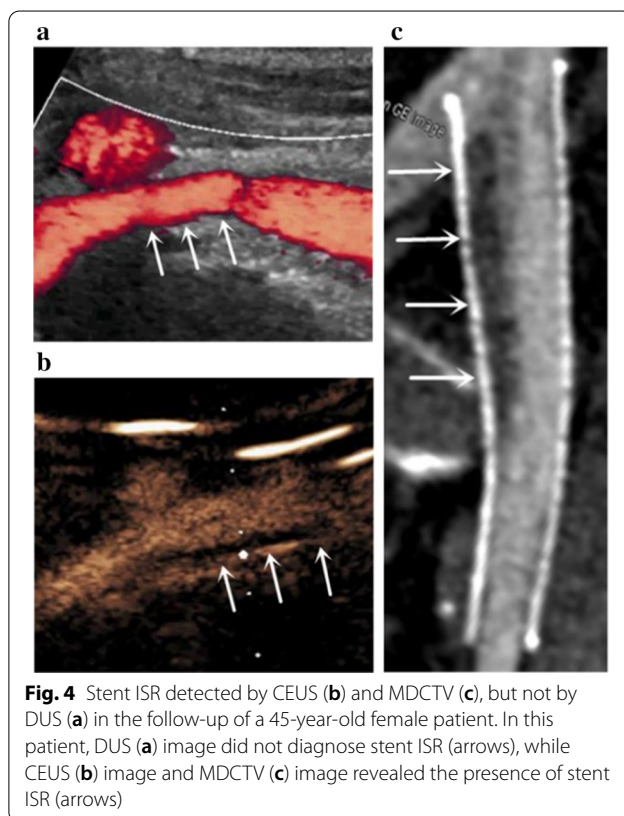 a
c
n GE Image
b
Fig. 4 Stent ISR detected by CEUS (b) and MDCTV (c), but not by
DUS (a) in the follow-up of a 45-year-old female patient. In this
patient, DUS (a) image did not diagnose stent ISR (arrows), while
CEUS (b) image and MDCTV (c) image revealed the presence of stent
ISR (arrows)